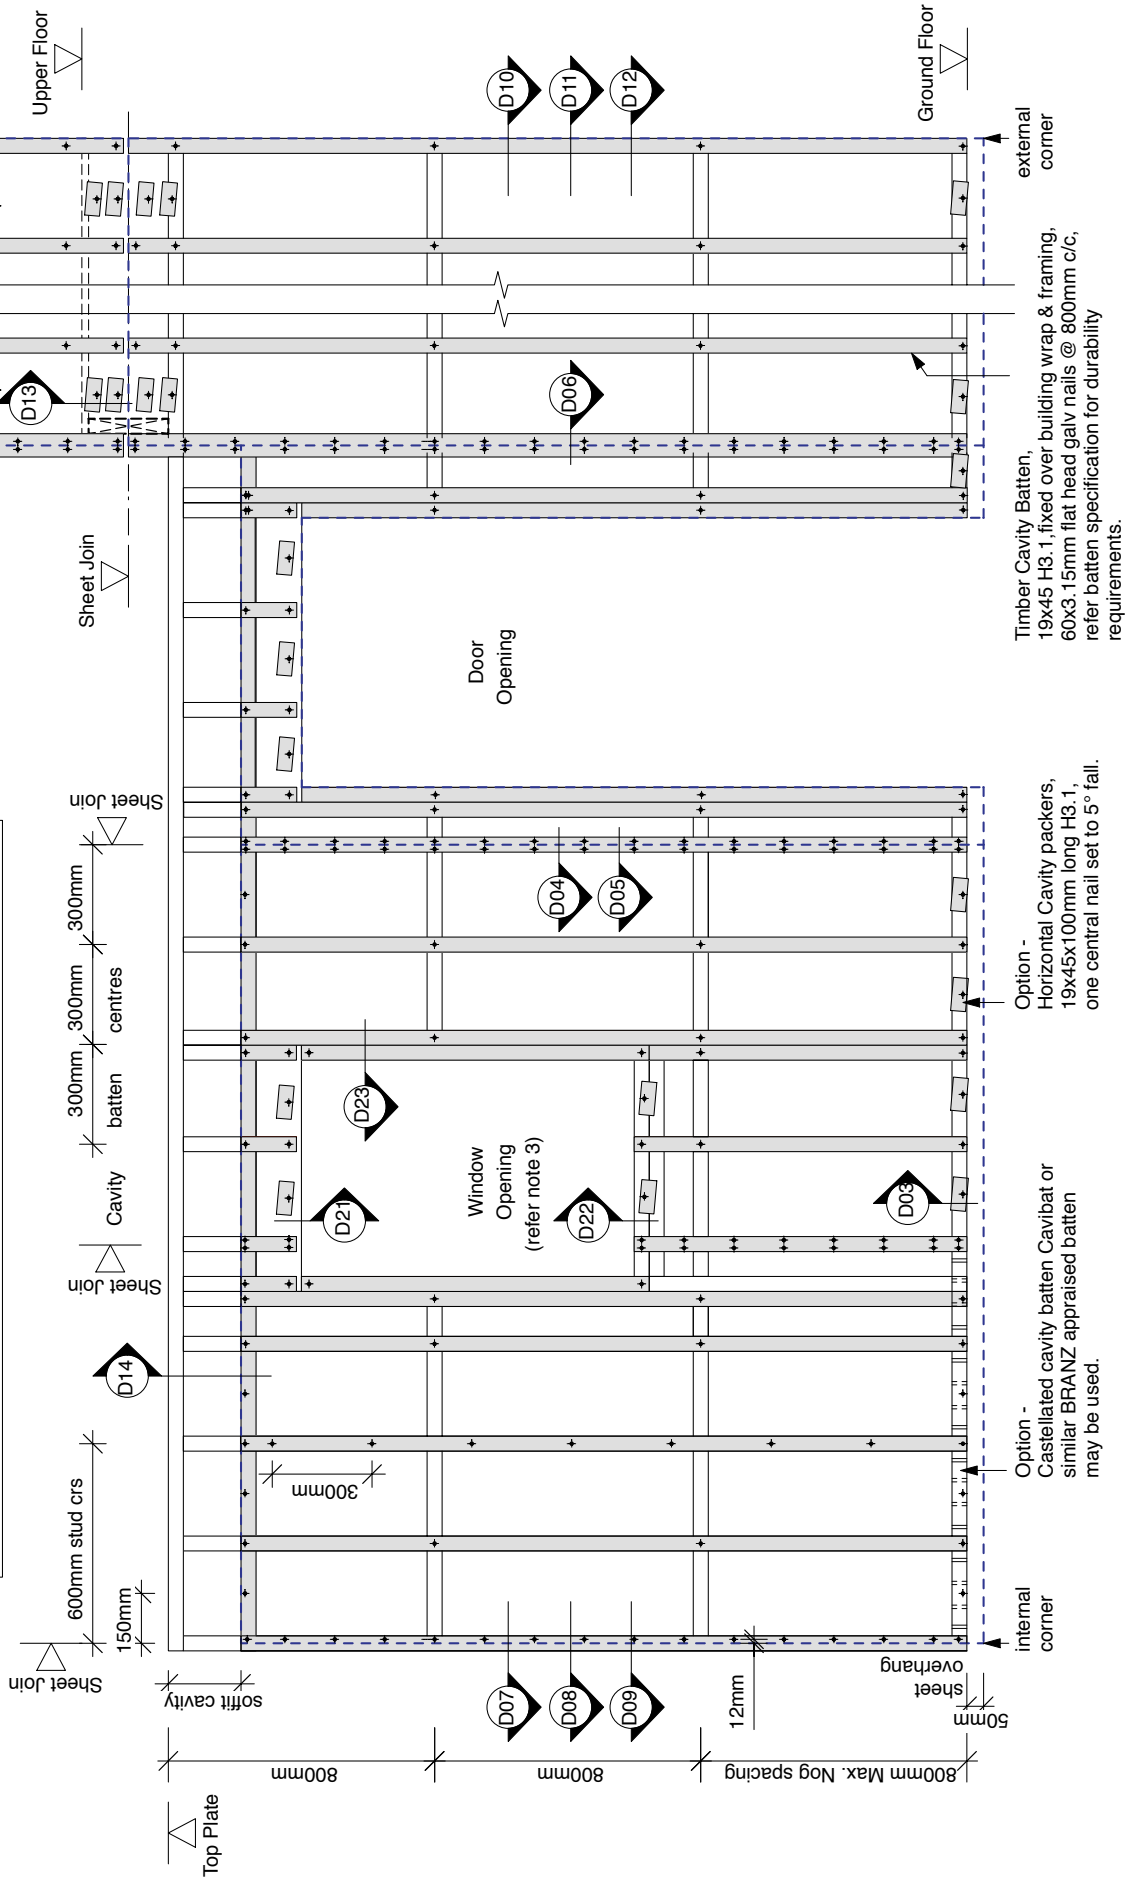 Upper Floor
Ground Floor
D10
D11
D12
external
corner
D13
D06
Sheet Join
Door
Opening
Timber Cavity Batten,
19x45 H3.1,fixed over building wrap & framing,
60x3.15mm flat head galv nails @ 800mm c/c,
refer batten specification for durability
requirements.
Sheet Join
300mm
300mm
300mm
Cavity
batten
centres
Sheet Join
D04
D05
D23
D21
D22
D03
Window
Opening
(refer note 3)
Option -
Horizontal Cavity packers,
19x45x100mm long H3.1,
one central nail set to 5° fall.
D14
600mm stud crs
150mm
Sheet Join
300mm
Option -
Castellated cavity batten Cavibat or
similar BRANZ appraised batten
may be used.
internal
corner
soffit cavity
D07
D08
D09
12mm
sheet
overhang
50mm
800mm
800mm
800mm Max. Nog spacing
Top Plate